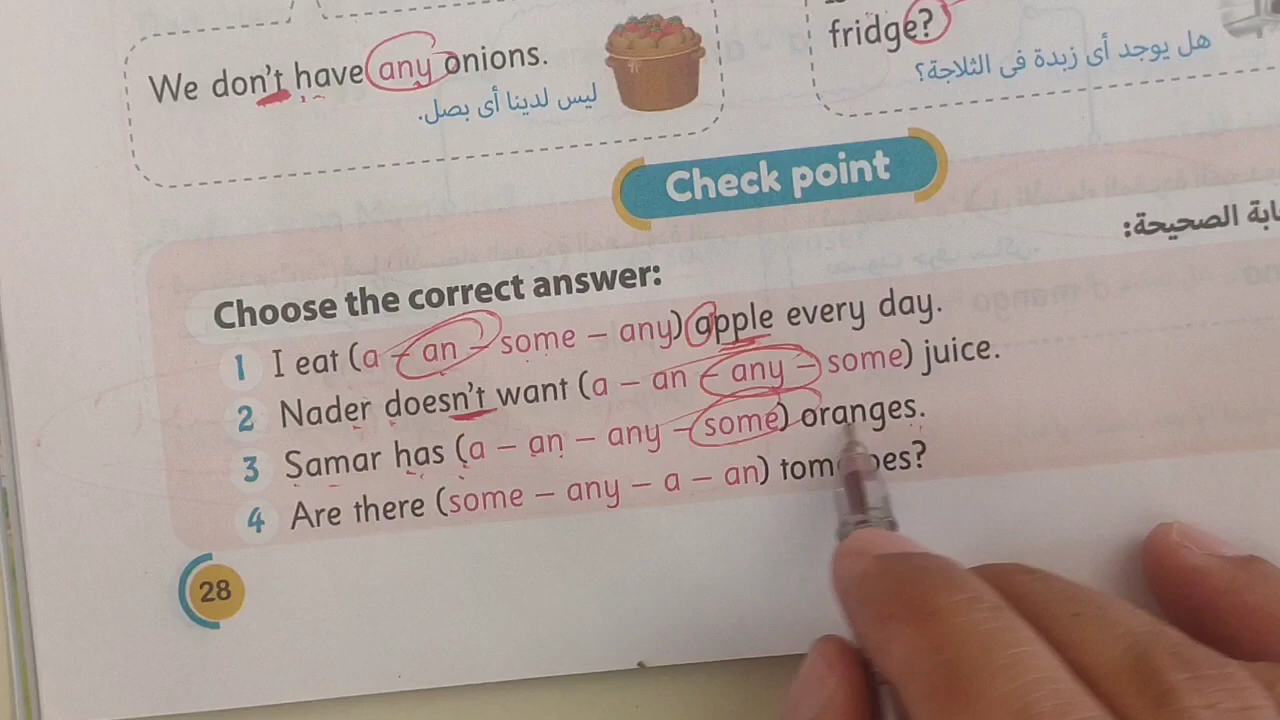 We don't have any onions.
ليس لدينا أى بصل.
fridge?
هل يوجد أى زبدة فى الثلاجة؟
Check point
الصحيحة:
Choose the correct answer:
1 I eat (a – an – some – any) apple every day.
2 Nader doesn't want (a – an – any – some) juice.
3 Samar has (a – an – any – some) oranges.
4 Are there (some – any – a – an) tomatoes?
28